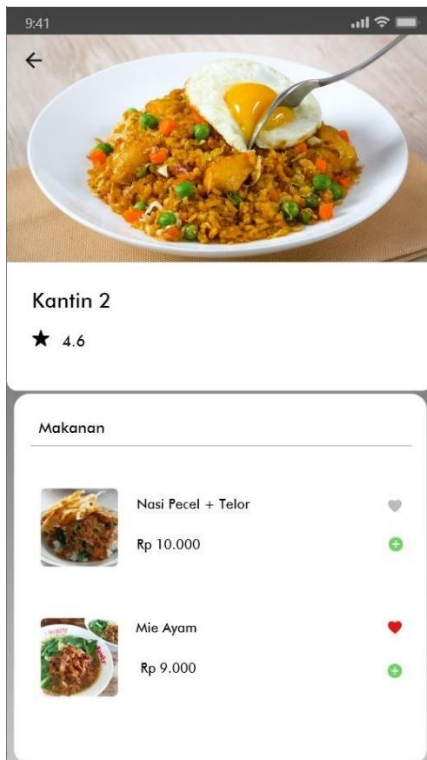 9:41
Kantin 2
4.6
Makanan
Nasi Pecel + Telor
Rp 10.000
Mie Ayam
Rp 9.000